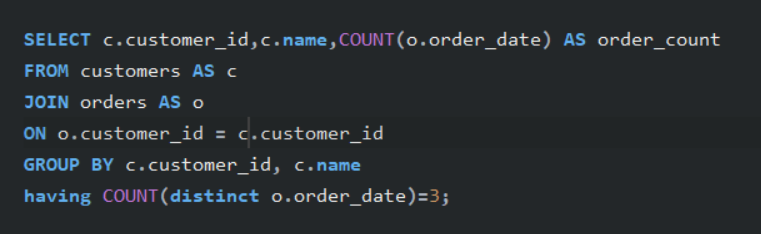 SELECT c.customer_id,c.name,COUNT(o.order_date) AS order_count
FROM customers AS c
JOIN orders AS o
ON o.customer_id = c.customer_id
GROUP BY c.customer_id, c.name
having COUNT(distinct o.order_date)=3;